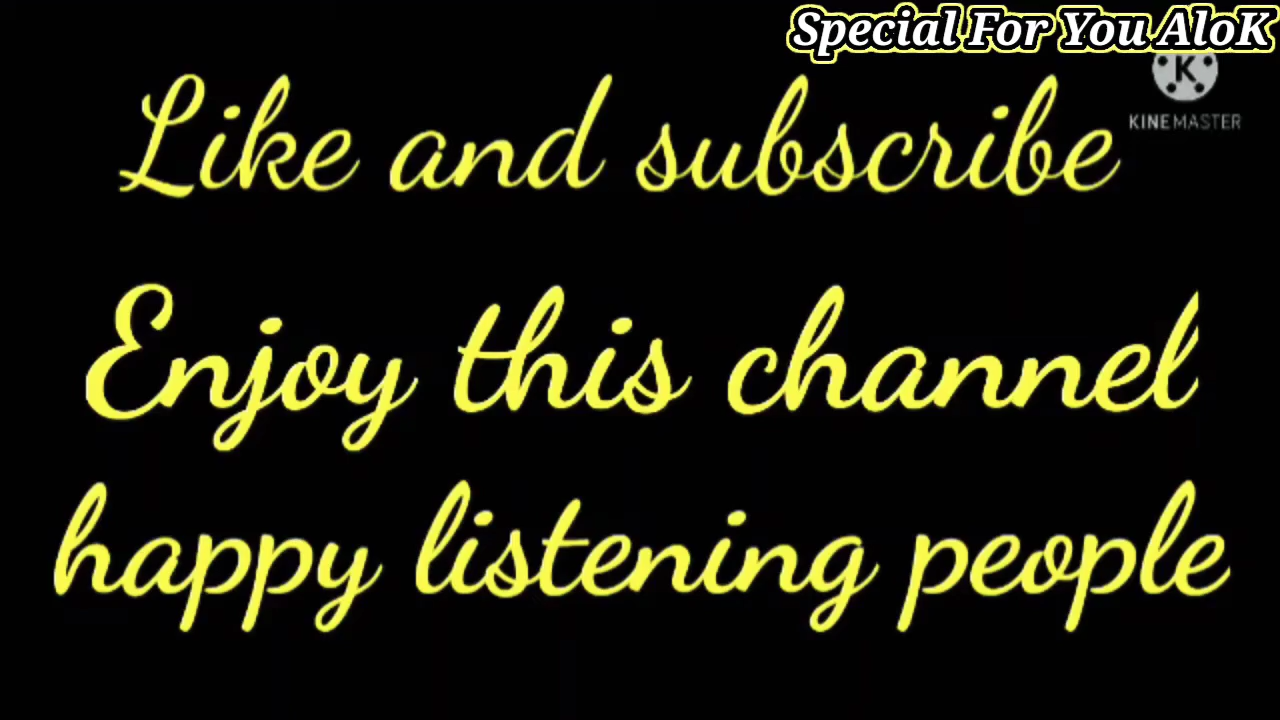 Special For You AloK
KINEMASTER
Like and subscribe
Enjoy this channel
happy listening people